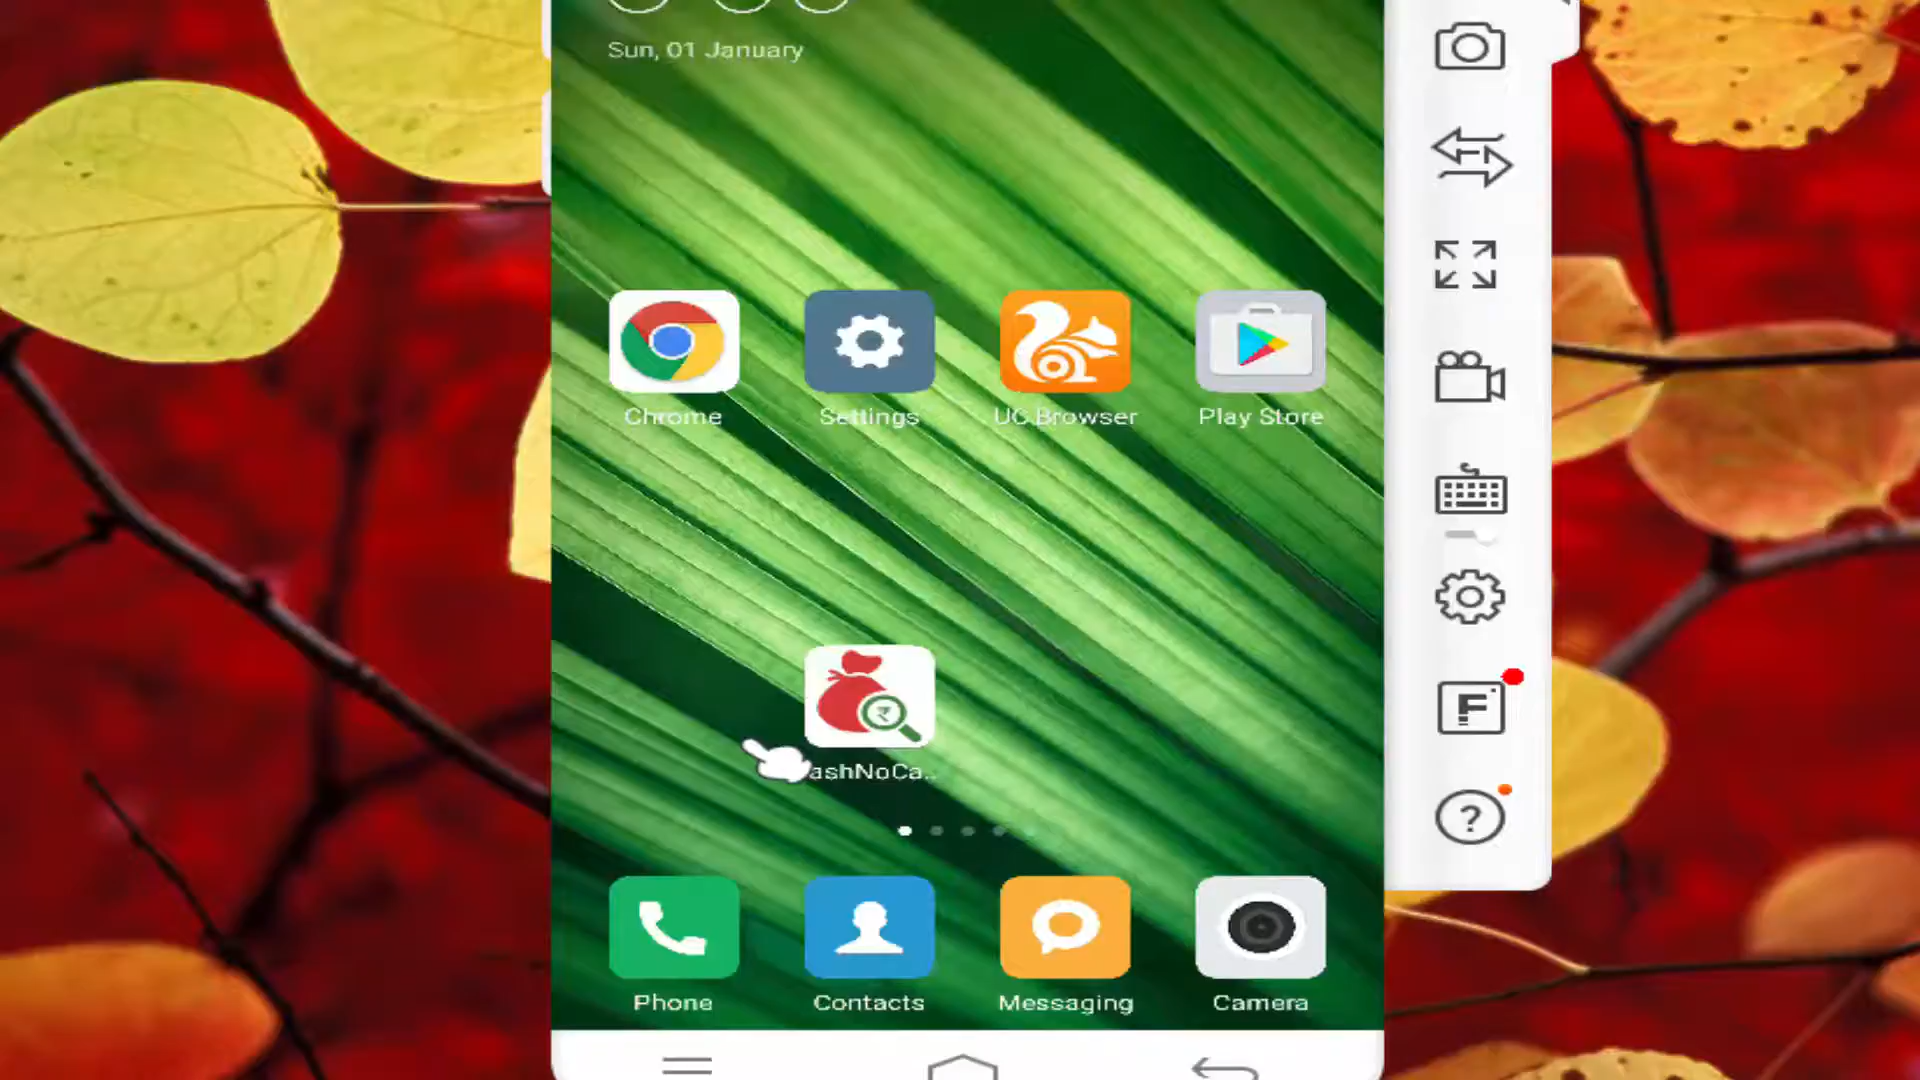 Sun, 01 January
Chrome
Settings
UC Browser
Play Store
ashNoCa..
Phone
Contacts
Messaging
Camera
F
?